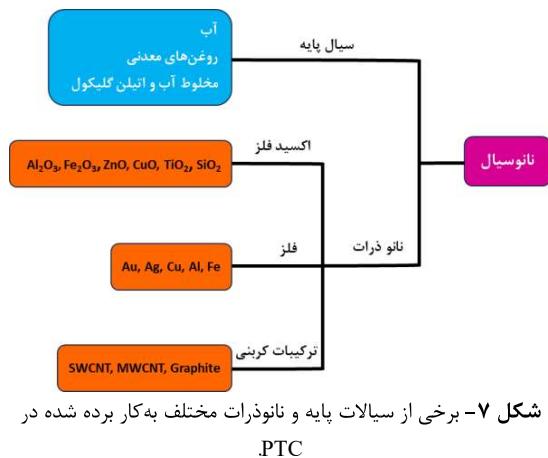 آب
روغن‌های معدنی
مخلوط آب و اتیلن گلیکول
سیال پایه
اکسید فلز
Al₂O₃, Fe₂O₃, ZnO, CuO, TiO₂, SiO₂
نانوسیال
نانو ذرات
فلز
Au, Ag, Cu, Al, Fe
ترکیبات کربنی
SWCNT, MWCNT, Graphite
شکل ۷- برخی از سیالات پایه و نانوذرات مختلف به‌کار برده شده در
PTC.